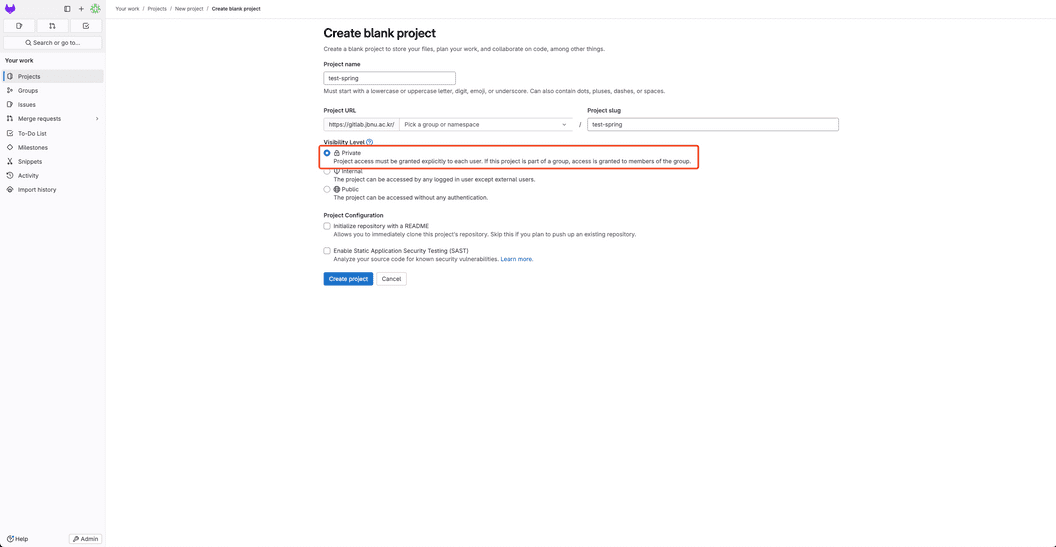 Your work / Projects / New project / Create blank project
Search or go to...
Your work
Projects
Groups
Issues
Merge requests
To-Do List
Milestones
Snippets
Activity
Import history
Help
Admin
Create blank project
Create a blank project to store your files, plan your work, and collaborate on code, among other things.
Project name
test-spring
Must start with a lowercase or uppercase letter, digit, emoji, or underscore. Can also contain dots, pluses, dashes, or spaces.
Project URL
https://gitlab.jbnu.ac.kr/ Pick a group or namespace
/
Project slug
test-spring
Visibility Level
Private
Project access must be granted explicitly to each user. If this project is part of a group, access is granted to members of the group.
Internal
The project can be accessed by any logged in user except external users.
Public
The project can be accessed without any authentication.
Project Configuration
Initialize repository with a README
Allows you to immediately clone this project's repository. Skip this if you plan to push up an existing repository.
Enable Static Application Security Testing (SAST)
Analyze your source code for known security vulnerabilities. Learn more.
Create project
Cancel